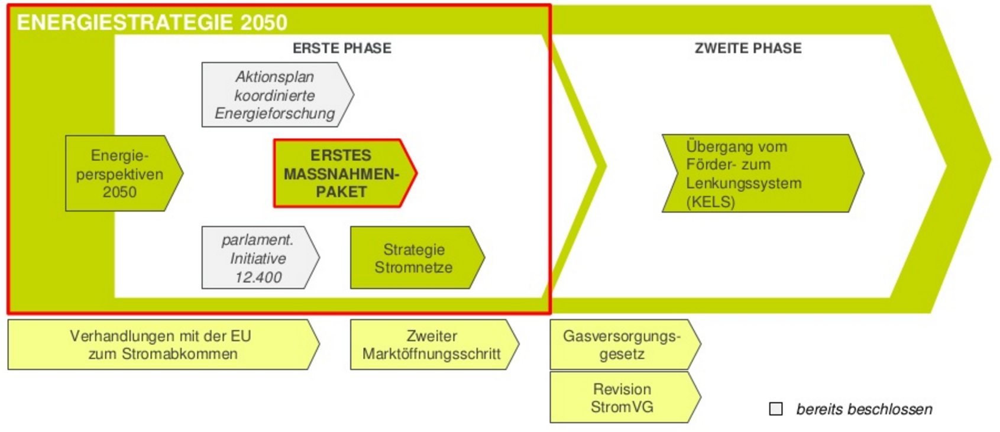 ENERGIESTRATEGIE 2050
ERSTE PHASE
ZWEITE PHASE
Aktionsplan
koordinierte
Energieforschung
Energie-
perspektiven
2050
ERSTES
MASSNAHMEN-
PAKET
Übergang vom
Förder- zum
Lenkungssystem
(KELS)
parlament.
Initiative
12.400
Strategie
Stromnetze
Verhandlungen mit der EU
zum Stromabkommen
Zweiter
Marktöffnungsschritt
Gasversorgungs-
gesetz
Revision
StromVG
bereits beschlossen